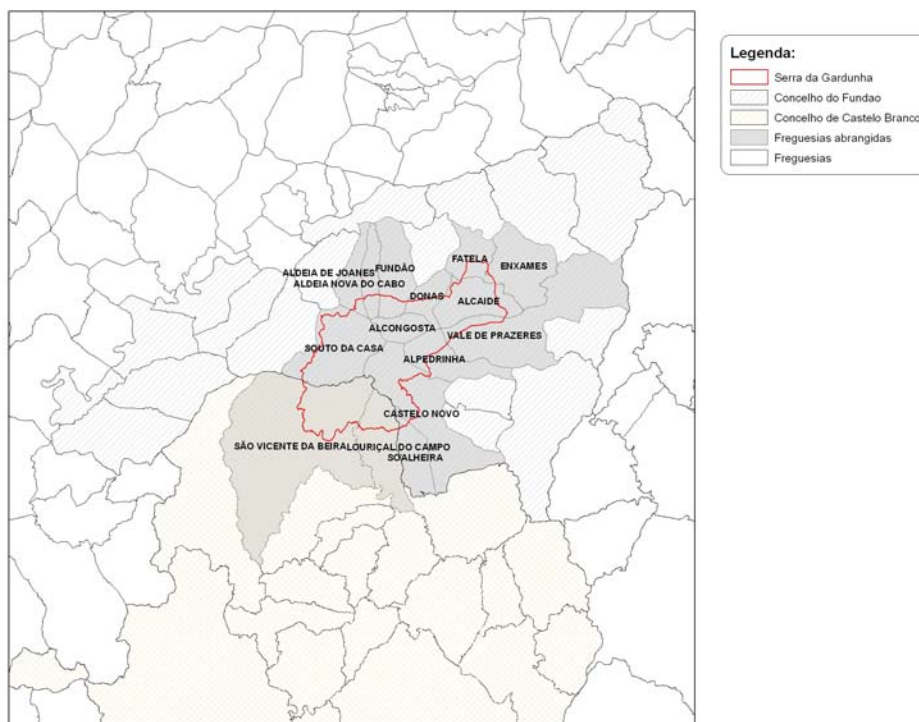 Legenda:
Serra da Gardunha
Concelho do Fundao
Concelho de Castelo Branco
Freguesias abrangidas
Freguesias
FATELA
ENXAMES
FUNDÃO
ALDEIA DE JOANES
ALDEIA NOVA DO CABO
DONAS
ALCAIDE
ALCONGOSTA
VALE DE PRAZERES
SOUTO DA CASA
ALPEDRINHA
CASTELO NOVO
SÃO VICENTE DA BEIRA
LOURIÇAL DO CAMPO
SOALHEIRA